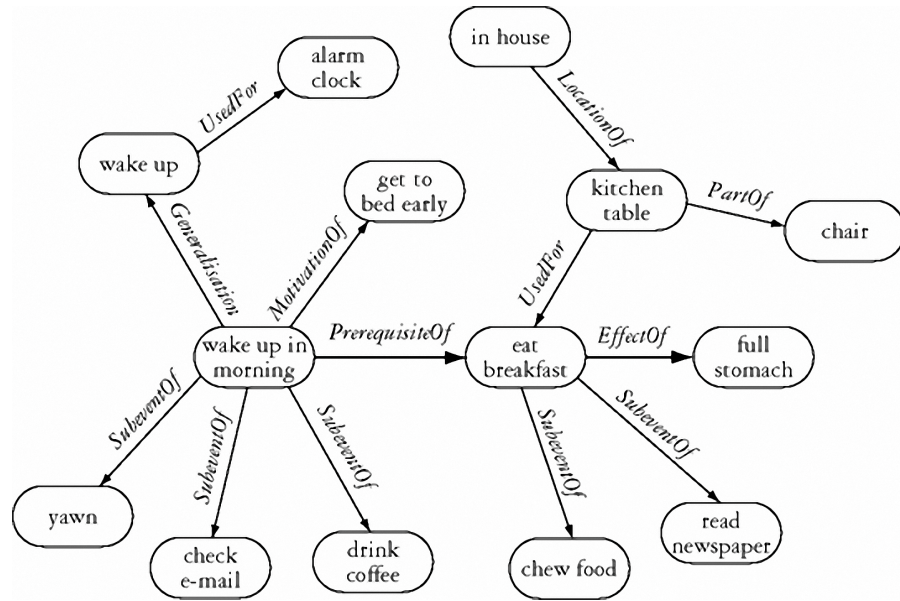 in house
alarm
clock
UsedFor
LocationOf
wake up
get to
bed early
kitchen
table
PartOf
chair
Generalisation
MotivationOf
UsedFor
wake up in
morning
PrerequisiteOf
eat
breakfast
EffectOf
full
stomach
SubeventOf
SubeventOf
SubeventOf
SubeventOf
SubeventOf
yawn
check
e-mail
drink
coffee
chew food
read
newspaper